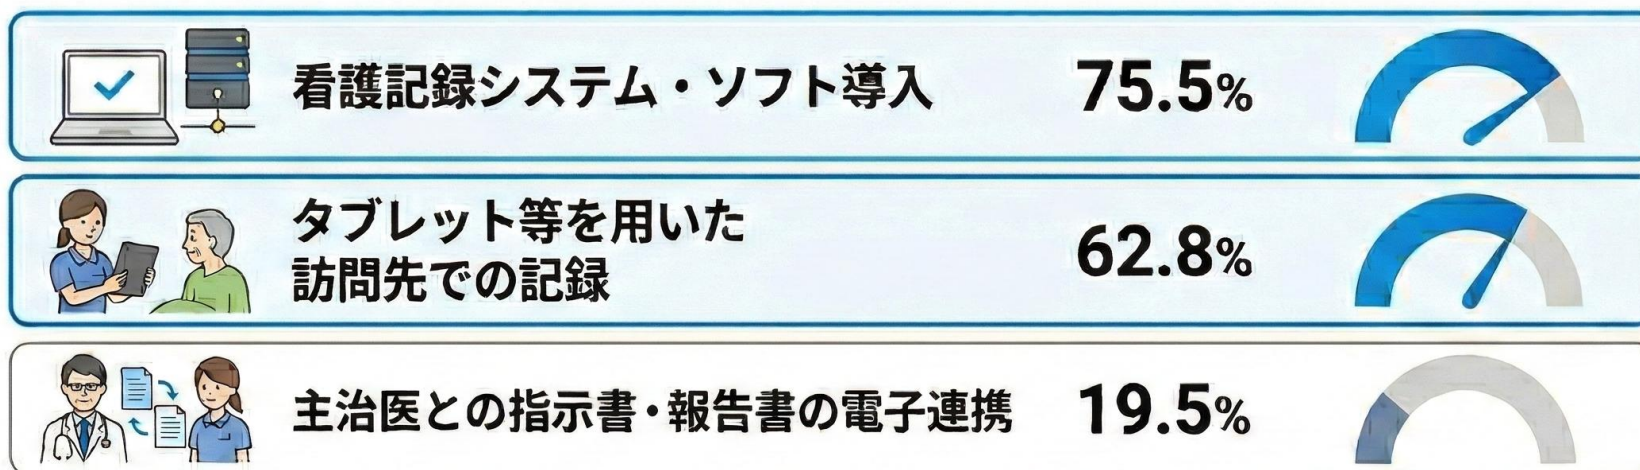 看護記録システム・ソフト導入
75.5%
タブレット等を用いた
訪問先での記録
62.8%
主治医との指示書・報告書の電子連携
19.5%